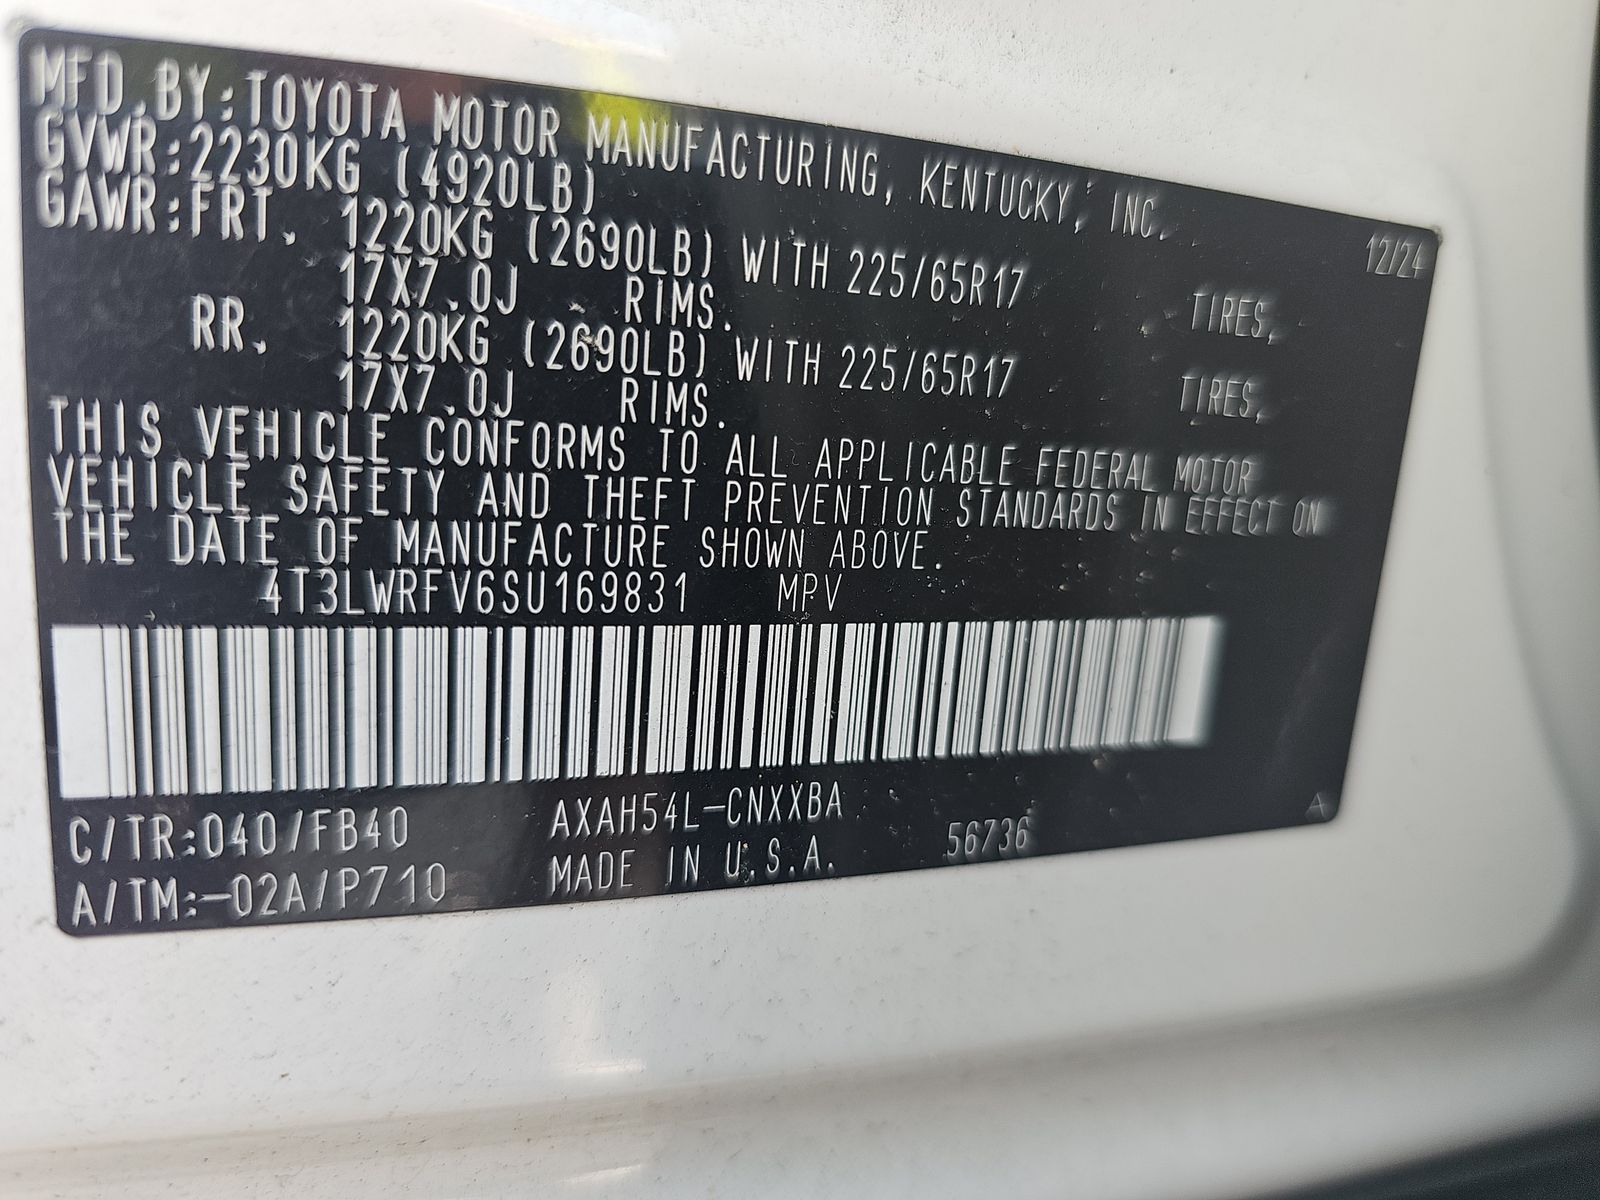 MFD.BY:TOYOTA MOTOR MANUFACTURING, KENTUCKY, INC. 12/24
GVWR:2230KG (4920LB)
GAWR:FRT. 1220KG (2690LB) WITH 225/65R17 TIRES,
17X7.0J RIMS.
RR. 1220KG (2690LB) WITH 225/65R17 TIRES,
17X7.0J RIMS.
THIS VEHICLE CONFORMS TO ALL APPLICABLE FEDERAL MOTOR
VEHICLE SAFETY AND THEFT PREVENTION STANDARDS IN EFFECT ON
THE DATE OF MANUFACTURE SHOWN ABOVE.
4T3LWRFV6SU169831 MPV
C/TR:040/FB40 AXAH54L-CNXXBA
A/TM:-02A/P710 MADE IN U.S.A. 56736
A